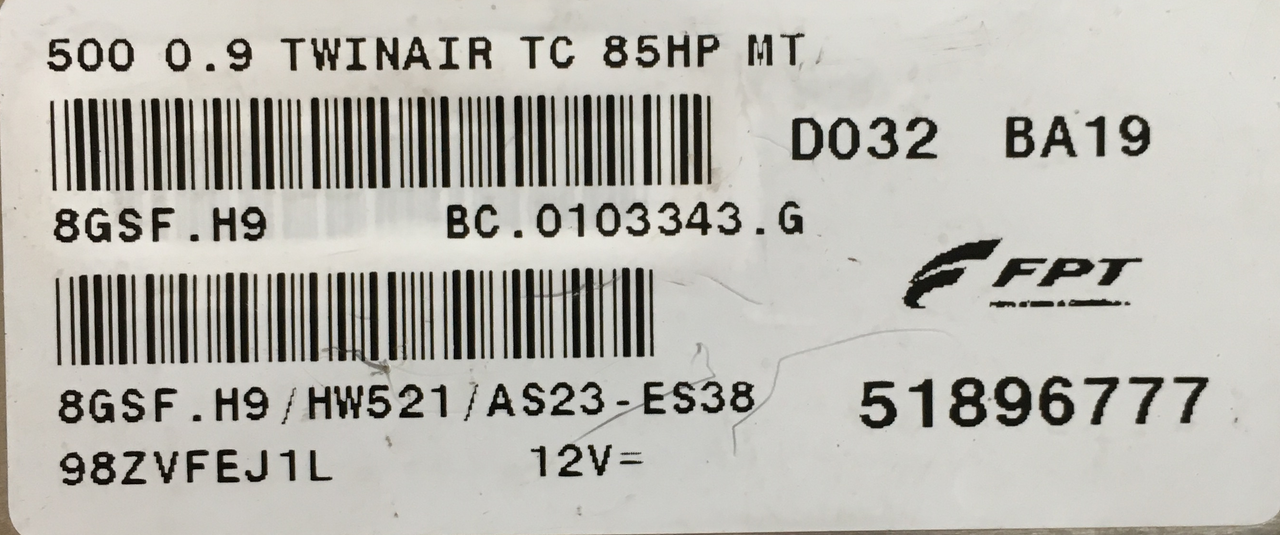 500 0.9 TWINAIR TC 85HP MT
D032 BA19
8GSF.H9 BC.0103343.G
FPT
8GSF.H9/HW521/AS23-ES38
51896777
98ZVFEJ1L 12V=